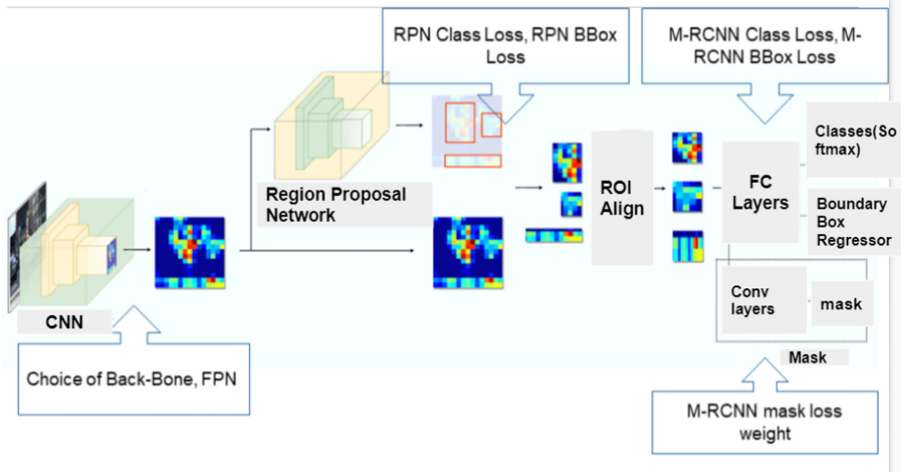 RPN Class Loss, RPN BBox
Loss
M-RCNN Class Loss, M-
RCNN BBox Loss
Classes(So
ftmax)
Region Proposal
Network
ROI
Align
FC
Layers
Boundary
Box
Regressor
CNN
Conv
layers
mask
Mask
Choice of Back-Bone, FPN
M-RCNN mask loss
weight